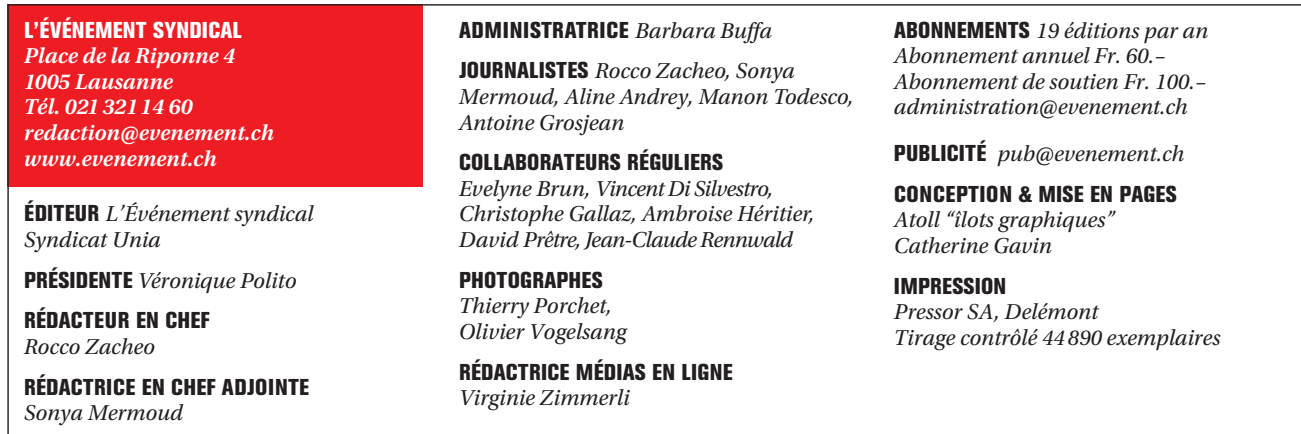 L'ÉVÉNEMENT SYNDICAL
Place de la Riponne 4
1005 Lausanne
Tél. 021 321 14 60
redaction@evenement.ch
www.evenement.ch
ÉDITEUR L'Événement syndical
Syndicat Unia
PRÉSIDENTE Véronique Polito
RÉDACTEUR EN CHEF
Rocco Zacheo
RÉDACTRICE EN CHEF ADJOINTE
Sonya Mermoud
ADMINISTRATRICE Barbara Buffa
JOURNALISTES Rocco Zacheo, Sonya
Mermoud, Aline Andrey, Manon Todesco,
Antoine Grosjean
COLLABORATEURS RÉGULIERS
Evelyne Brun, Vincent Di Silvestro,
Christophe Gallaz, Ambroise Héritier,
David Prêtre, Jean-Claude Rennwald
PHOTOGRAPHES
Thierry Porchet,
Olivier Vogelsang
RÉDACTRICE MÉDIAS EN LIGNE
Virginie Zimmerli
ABONNEMENTS 19 éditions par an
Abonnement annuel Fr. 60.–
Abonnement de soutien Fr. 100.–
administration@evenement.ch
PUBLICITÉ pub@evenement.ch
CONCEPTION & MISE EN PAGES
Atoll "îlots graphiques"
Catherine Gavin
IMPRESSION
Pressor SA, Delémont
Tirage contrôlé 44 890 exemplaires